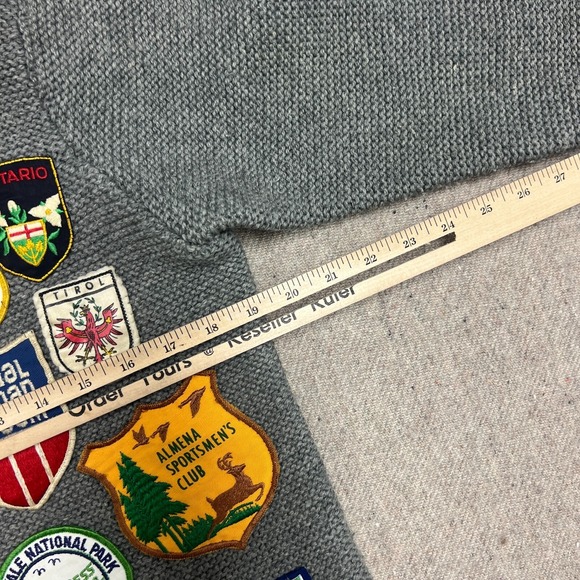 TARIO
TIROL
14 15 16 17 18 19 20 21 22 23 24 25 26 27
Order Yours @ Reseller Ruler
ALMENA
SPORTSMEN'S
CLUB
ALE NATIONAL PARK